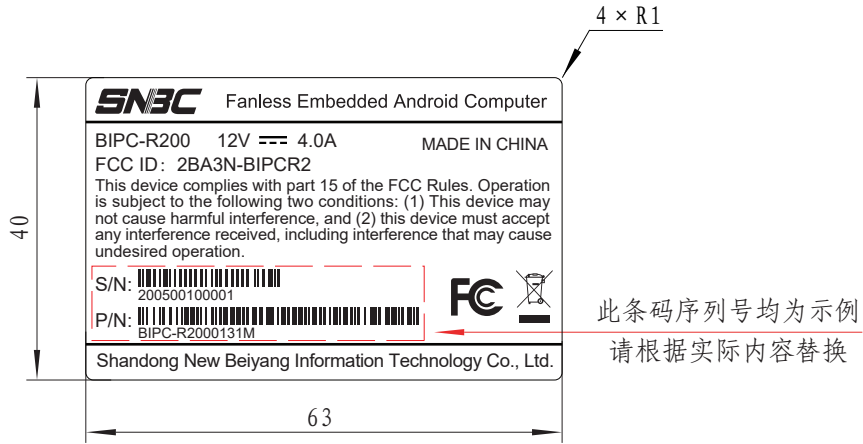 4 × R1
SNBC Fanless Embedded Android Computer
BIPC-R200 12V 4.0A MADE IN CHINA
FCC ID: 2BA3N-BIPCR2
This device complies with part 15 of the FCC Rules. Operation
is subject to the following two conditions: (1) This device may
not cause harmful interference, and (2) this device must accept
any interference received, including interference that may cause
undesired operation.
S/N:
200500100001
P/N:
BIPC-R2000131M
FC
Shandong New Beiyang Information Technology Co., Ltd.
40
63
此条码序列号均为示例
请根据实际内容替换